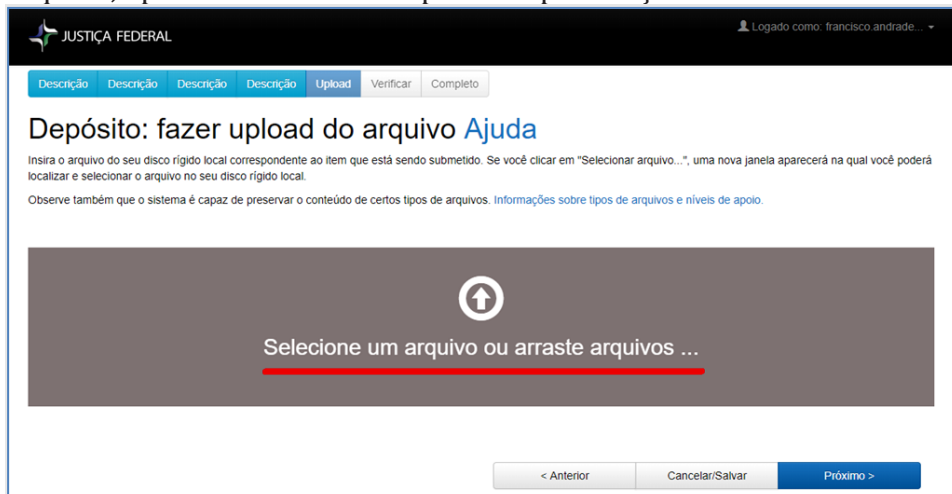 JUSTIÇA FEDERAL
Logado como: francisco.andrade...
Descrição Descrição Descrição Descrição Upload Verificar Completo
Depósito: fazer upload do arquivo Ajuda
Insira o arquivo do seu disco rígido local correspondente ao item que está sendo submetido. Se você clicar em "Selecionar arquivo...", uma nova janela aparecerá na qual você poderá
localizar e selecionar o arquivo no seu disco rígido local.
Observe também que o sistema é capaz de preservar o conteúdo de certos tipos de arquivos. Informações sobre tipos de arquivos e níveis de apoio.
Selecione um arquivo ou arraste arquivos ...
< Anterior Cancelar/Salvar Próximo >